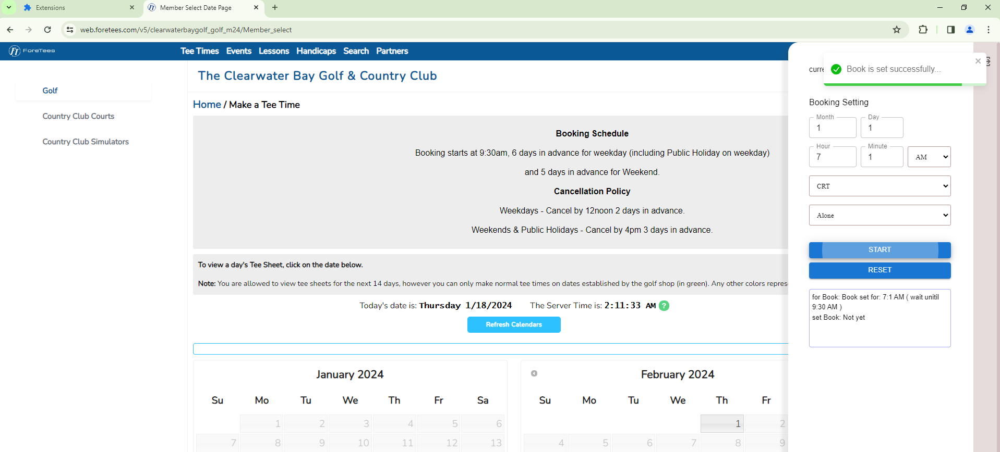 Extensions
Member Select Date Page
web.foretees.com/v5/clearwaterbaygolf_golf_m24/Member_select
FT ForeTees
Tee Times Events Lessons Handicaps Search Partners
Golf
Country Club Courts
Country Club Simulators
The Clearwater Bay Golf & Country Club
Home / Make a Tee Time
Booking Schedule
Booking starts at 9:30am, 6 days in advance for weekday (including Public Holiday on weekday)
and 5 days in advance for Weekend.
Cancellation Policy
Weekdays - Cancel by 12noon 2 days in advance.
Weekends & Public Holidays - Cancel by 4pm 3 days in advance.
To view a day's Tee Sheet, click on the date below.
Note: You are allowed to view tee sheets for the next 14 days, however you can only make normal tee times on dates established by the golf shop (in green). Any other colors repres
Today's date is: Thursday 1/18/2024 The Server Time is: 2:11:33 AM ?
Refresh Calendars
January 2024
Su Mo Tu We Th Fr Sa
1 2 3 4 5 6
7 8 9 10 11 12 13
February 2024
Su Mo Tu We Th Fr
1 2
4 5 6 7 8 9
curre
Book is set successfully...
Booking Setting
Month
1
Day
1
Hour
7
Minute
1
AM
CRT
Alone
START
RESET
for Book: Book set for: 7:1 AM ( wait unitil
9:30 AM )
set Book: Not yet